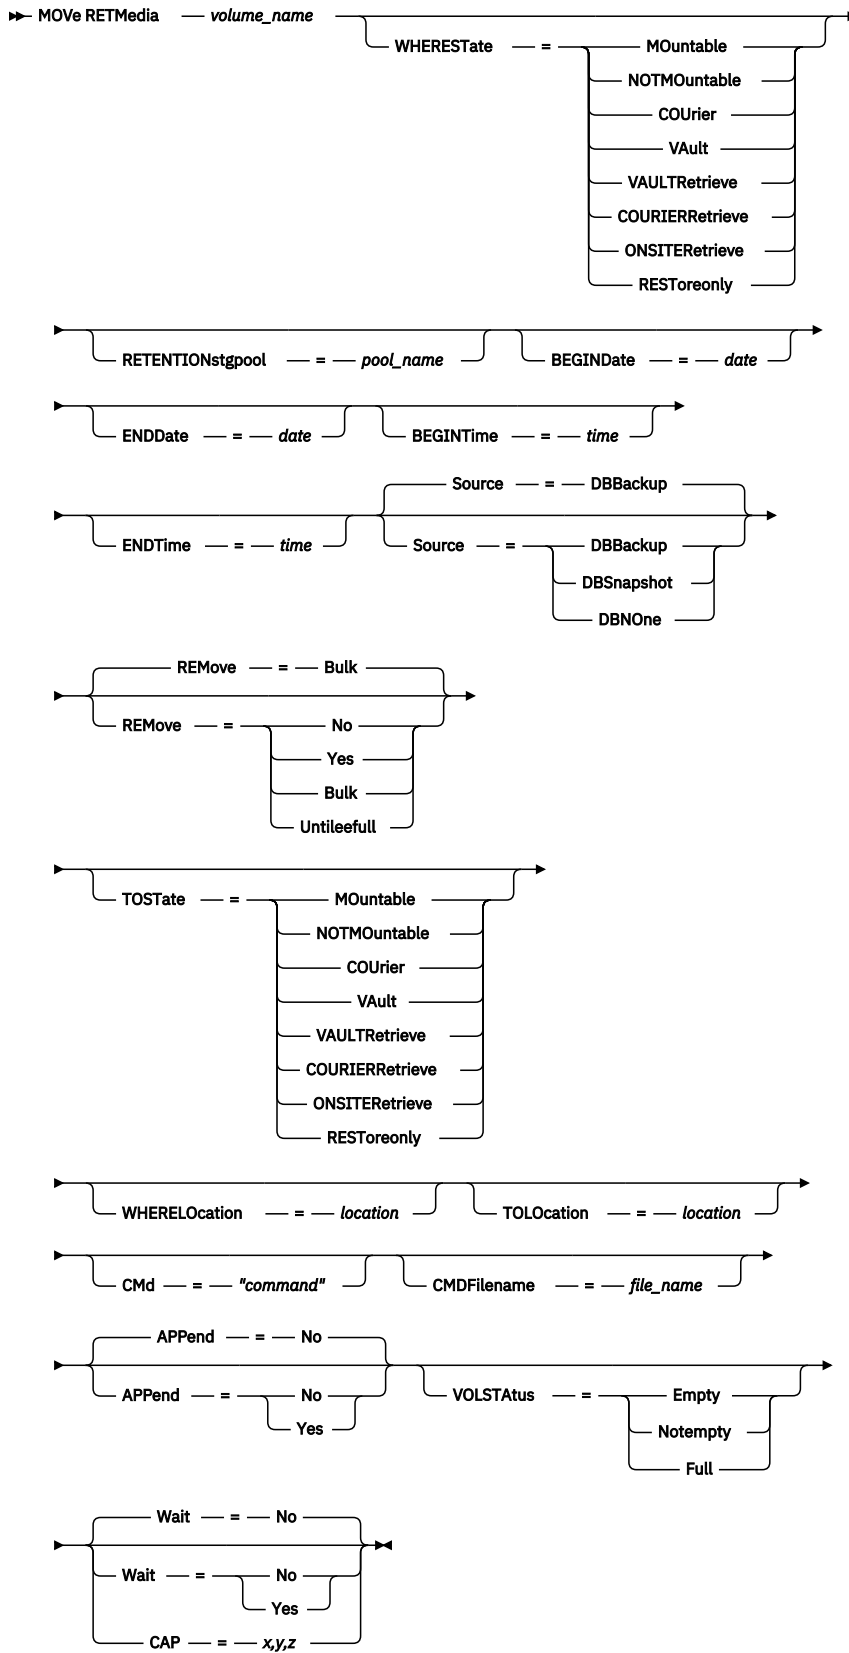 MOVe RETMedia volume_name
WHERESTate = MOuntable
NOTMOuntable
COUrier
VAult
VAULTRetrieve
COURIERRetrieve
ONSITERetrieve
RESToreonly
RETENTIONstgpool = pool_name BEGINDate = date
ENDDate = date BEGINTime = time
Source = DBBackup
ENDTime = time Source = DBBackup
DBSnapshot
DBNOne
REMove = Bulk
REMove = No
Yes
Bulk
Untileefull
TOSTate = MOuntable
NOTMOuntable
COUrier
VAult
VAULTRetrieve
COURIERRetrieve
ONSITERetrieve
RESToreonly
WHERELOcation = location TOLOcation = location
CMd = "command" CMDFilename = file_name
APPend = No
APPend = No VOLSTAtus = Empty
Yes Notempty
Full
Wait = No
Wait = No
Yes
CAP = x,y,z